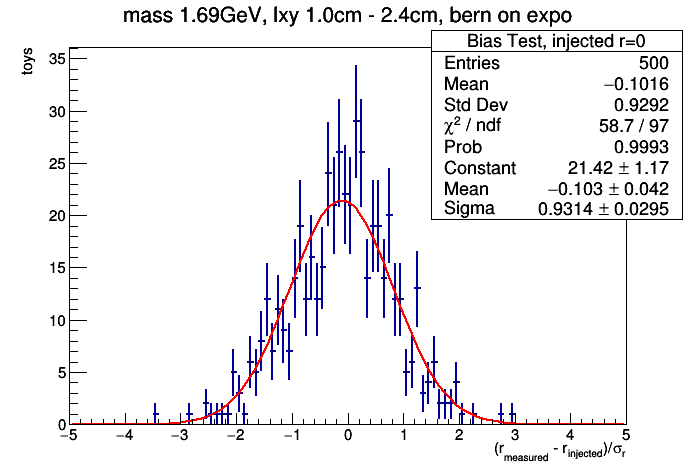 mass 1.69GeV, lxy 1.0cm - 2.4cm, bern on expo
Bias Test, injected r=0
Entries 500
Mean −0.1016
Std Dev 0.9292
χ² / ndf 58.7 / 97
Prob 0.9993
Constant 21.42 ± 1.17
Mean −0.103 ± 0.042
Sigma 0.9314 ± 0.0295
toys
35
30
25
20
15
10
5
0
−5 −4 −3 −2 −1 0 1 2 3 4 5
(r_measured - r_injected)/σ_r